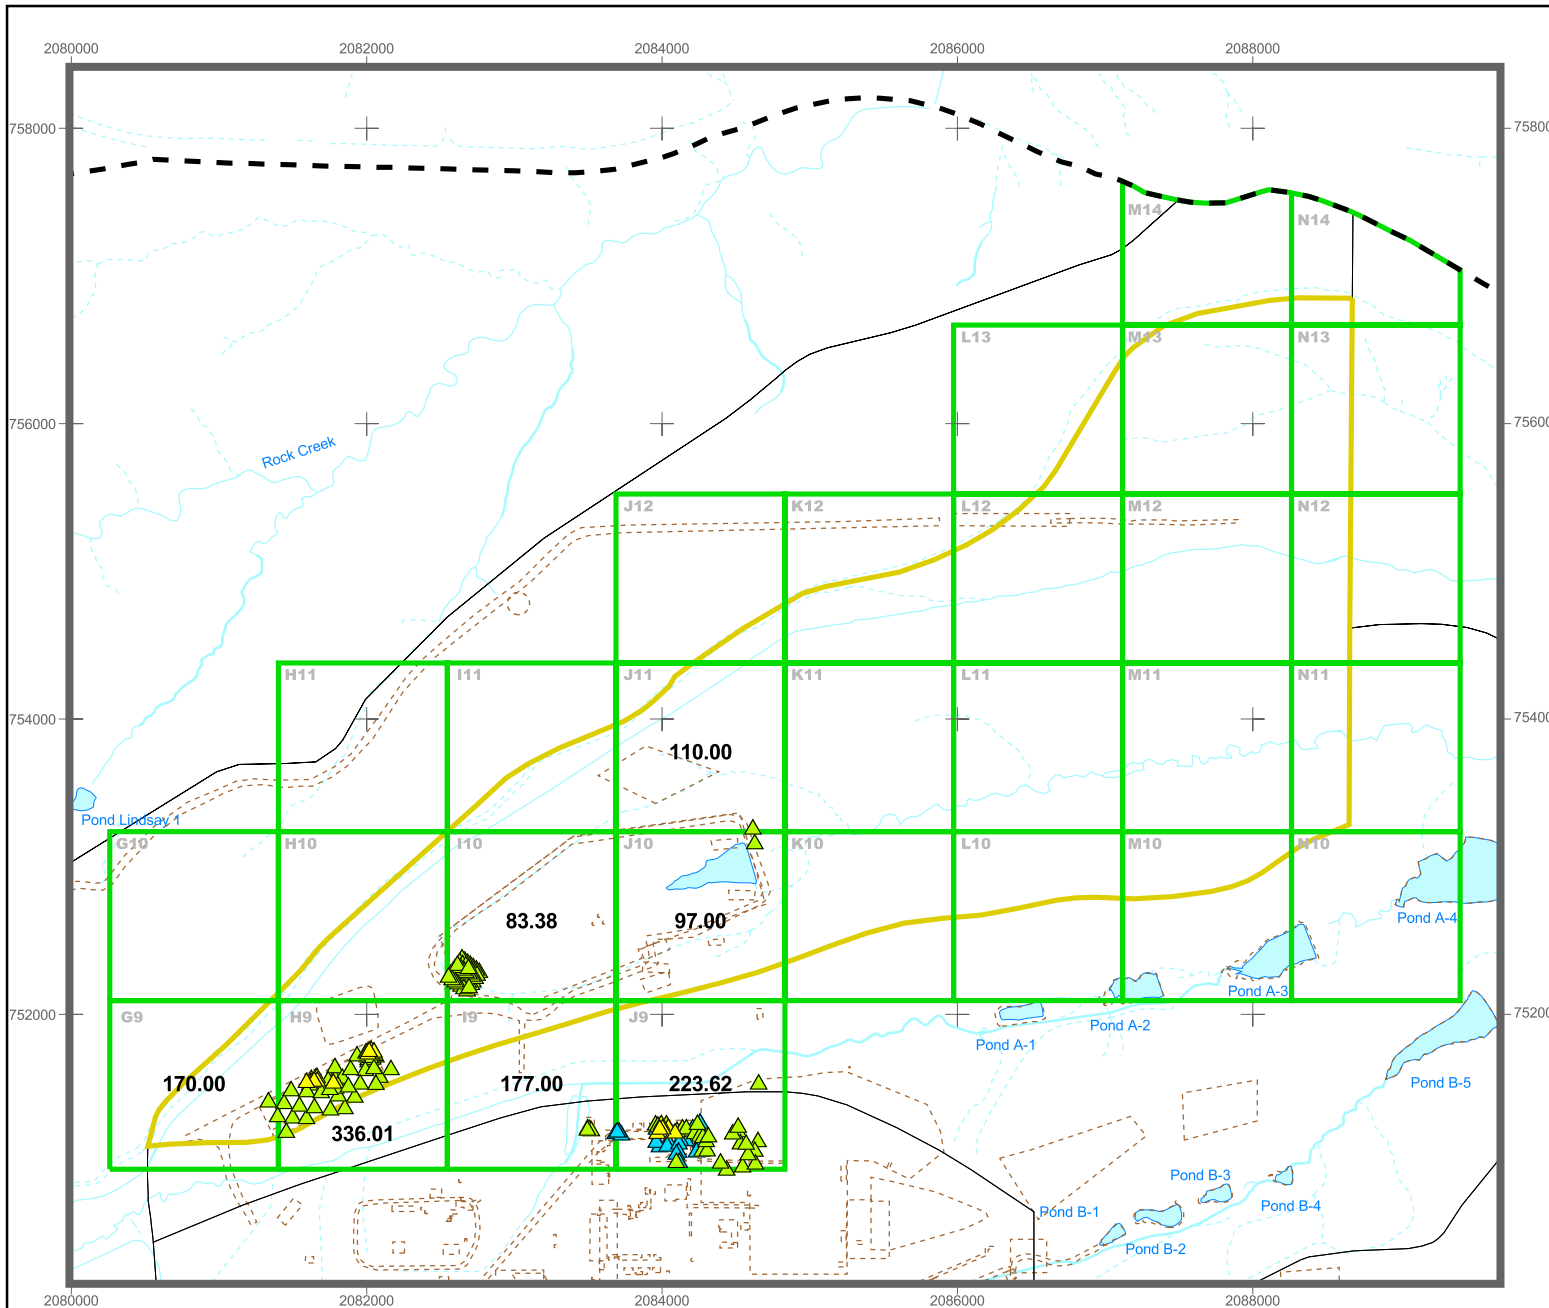 2080000 2082000 2084000 2086000 2088000
758000 75800
M14 N14
L13 M13 N13
756000 75600
Rock Creek
J12 K12 L12 M12 N12
H11 I11 J11 K11 L11 M11 N11
754000 75400
110.00
Pond Lindsay 1
G10 H10 I10 J10 K10 L10 M10 N10
83.38 97.00
Pond A-4
Pond A-3
752000 75200
G9 H9 I9 J9
Pond A-2
Pond A-1
170.00 177.00 223.62
Pond B-5
336.01
Pond B-3
Pond B-4
Pond B-1
Pond B-2
2080000 2082000 2084000 2086000 2088000